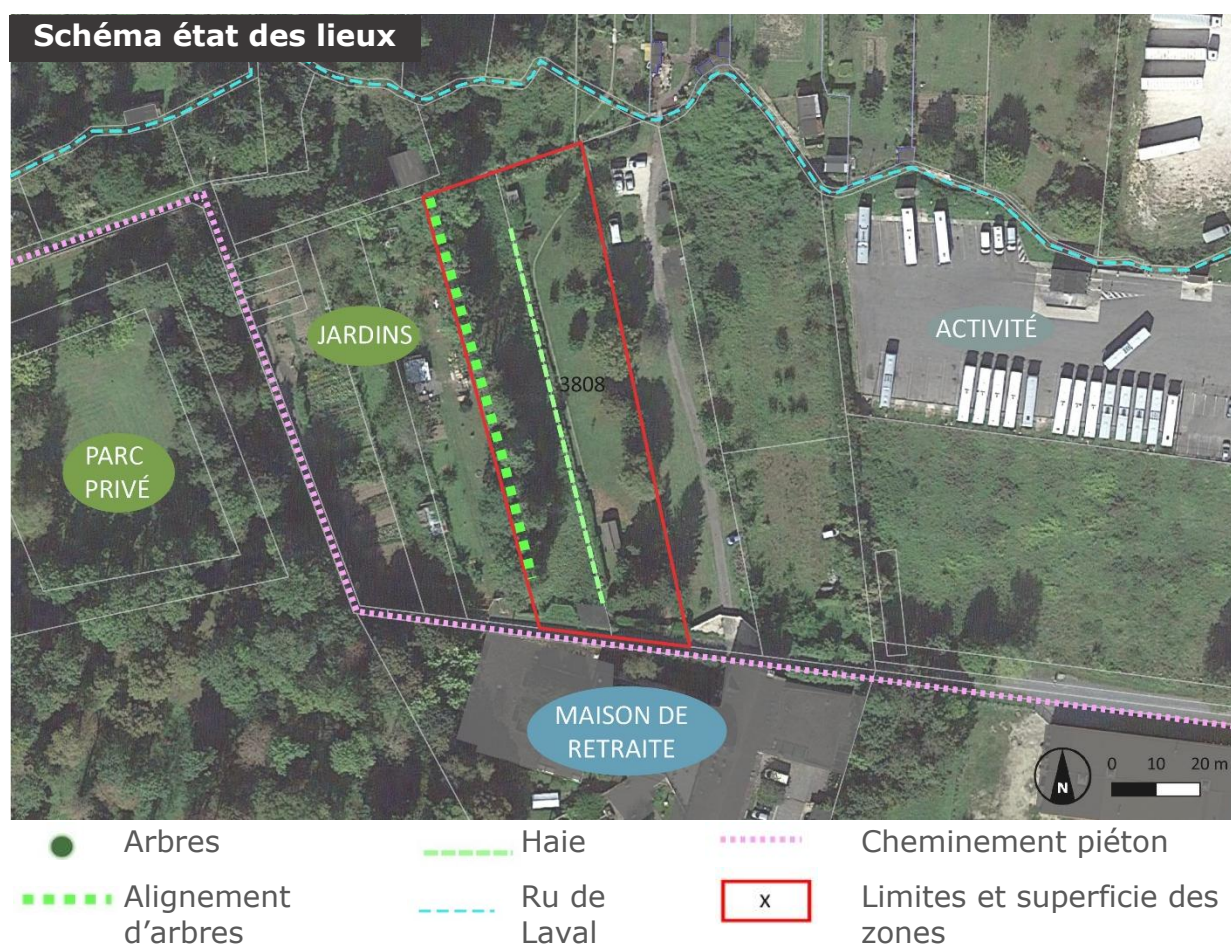 Schéma état des lieux
JARDINS
ACTIVITÉ
3808
PARC
PRIVÉ
MAISON DE
RETRAITE
N
0 10 20 m
Arbres
Haie
Cheminement piéton
Alignement
d’arbres
Ru de
Laval
x
Limites et superficie des
zones